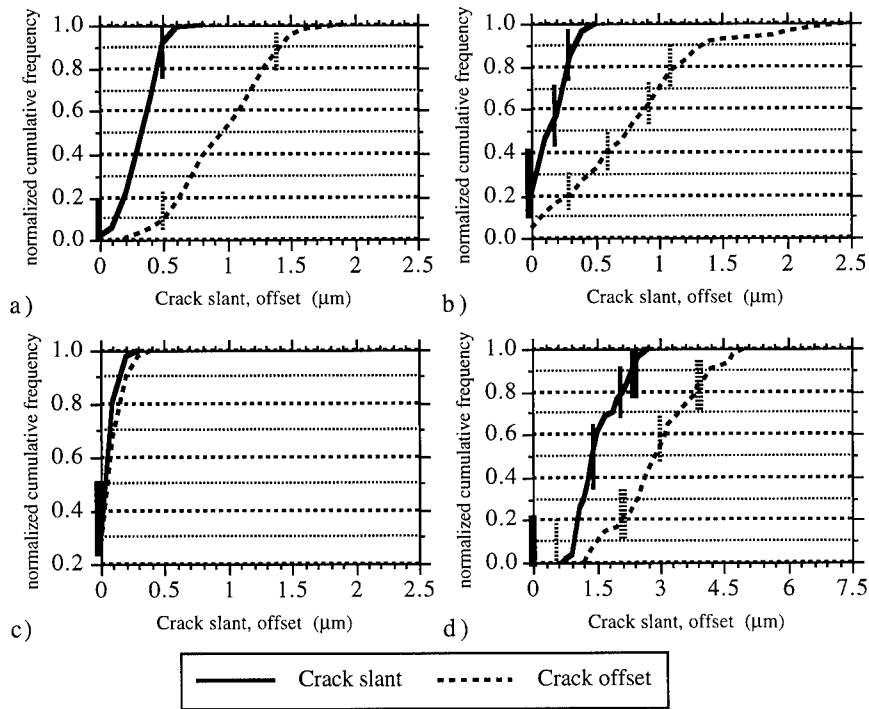 normalized cumulative frequency
1.0
0.8
0.6
0.4
0.2
0.0
0 0.5 1 1.5 2 2.5
Crack slant, offset (μm)
a)
normalized cumulative frequency
1.0
0.8
0.6
0.4
0.2
0.0
0 0.5 1 1.5 2 2.5
Crack slant, offset (μm)
b)
normalized cumulative frequency
1.0
0.8
0.6
0.4
0.2
0 0.5 1 1.5 2 2.5
Crack slant, offset (μm)
c)
normalized cumulative frequency
1.0
0.8
0.6
0.4
0.2
0.0
0 1.5 3 4.5 6 7.5
Crack slant, offset (μm)
d)
Crack slant Crack offset